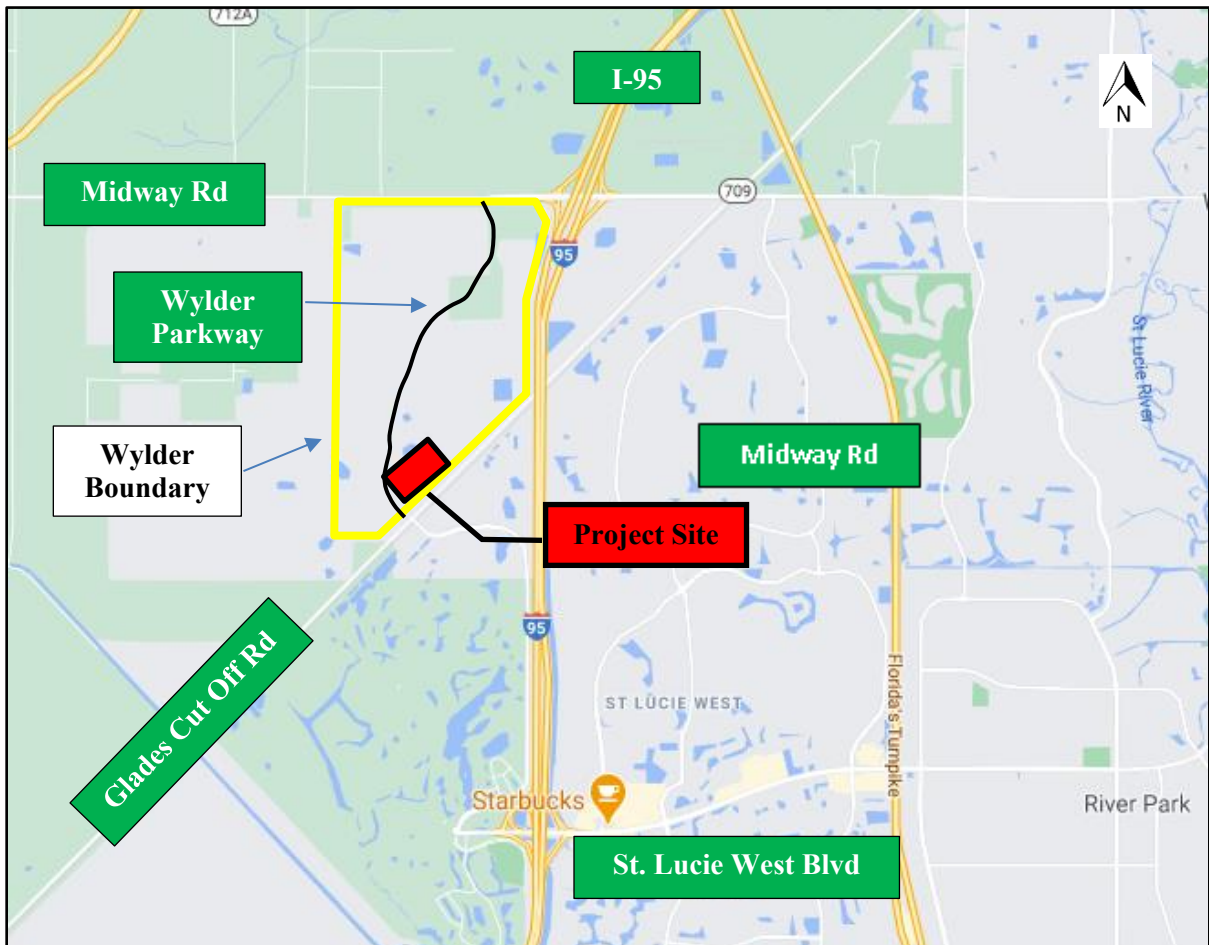 712A
I-95
N
Midway Rd
709
95
Wylder
Parkway
St Lucie River
Wylder
Boundary
Midway Rd
Project Site
95
Glades Cut Off Rd
Florida's Turnpike
ST LUCIE WEST
Starbucks
River Park
St. Lucie West Blvd